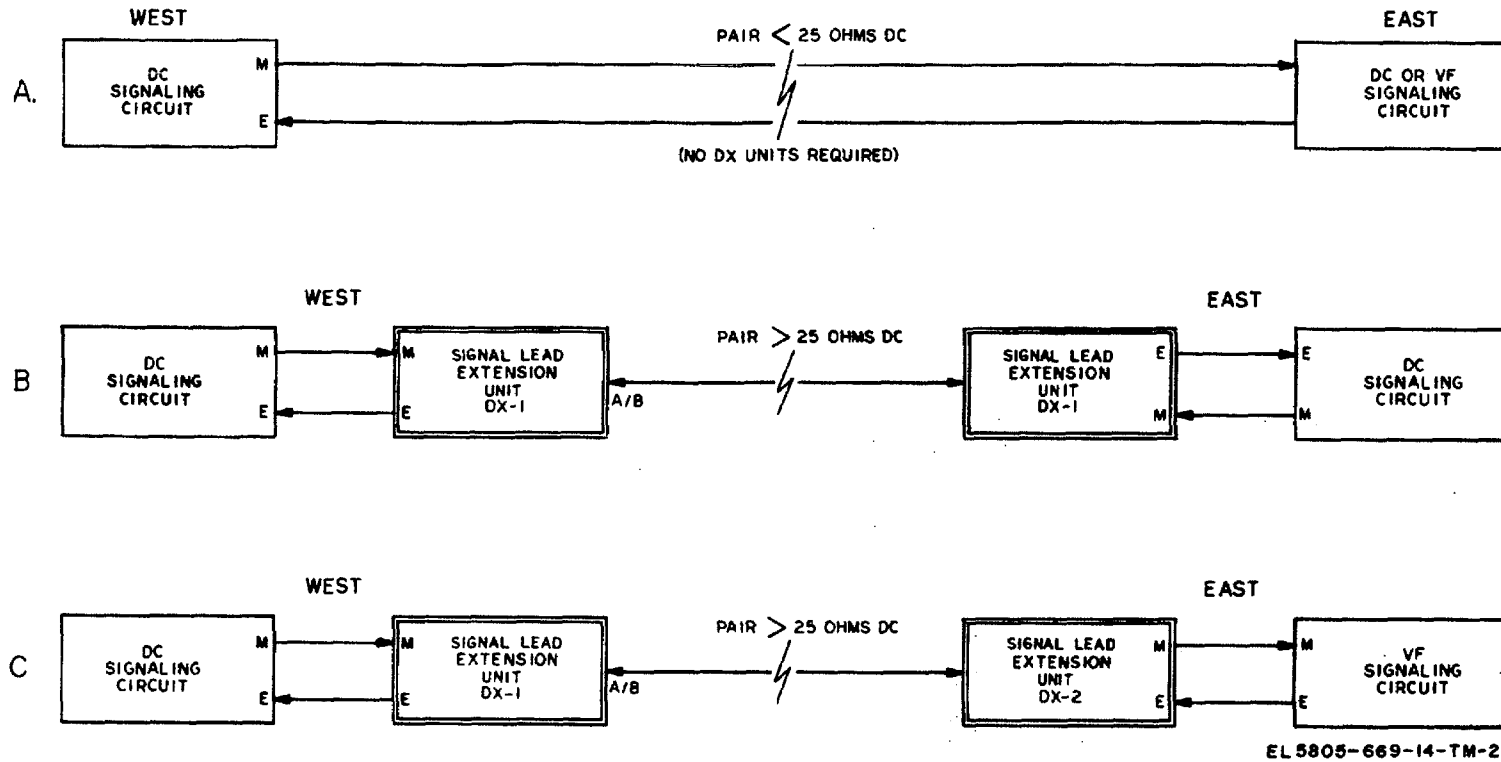 WEST
EAST
A.
DC
SIGNALING
CIRCUIT
M
E
PAIR < 25 OHMS DC
(NO DX UNITS REQUIRED)
DC OR VF
SIGNALING
CIRCUIT
WEST
EAST
B
DC
SIGNALING
CIRCUIT
M
E
M
E
SIGNAL LEAD
EXTENSION
UNIT
DX-1
A/B
PAIR > 25 OHMS DC
SIGNAL LEAD
EXTENSION
UNIT
DX-1
E
M
E
M
DC
SIGNALING
CIRCUIT
WEST
EAST
C
DC
SIGNALING
CIRCUIT
M
E
M
E
SIGNAL LEAD
EXTENSION
UNIT
DX-1
A/B
PAIR > 25 OHMS DC
SIGNAL LEAD
EXTENSION
UNIT
DX-2
M
E
M
E
VF
SIGNALING
CIRCUIT
EL5805-669-14-TM-2